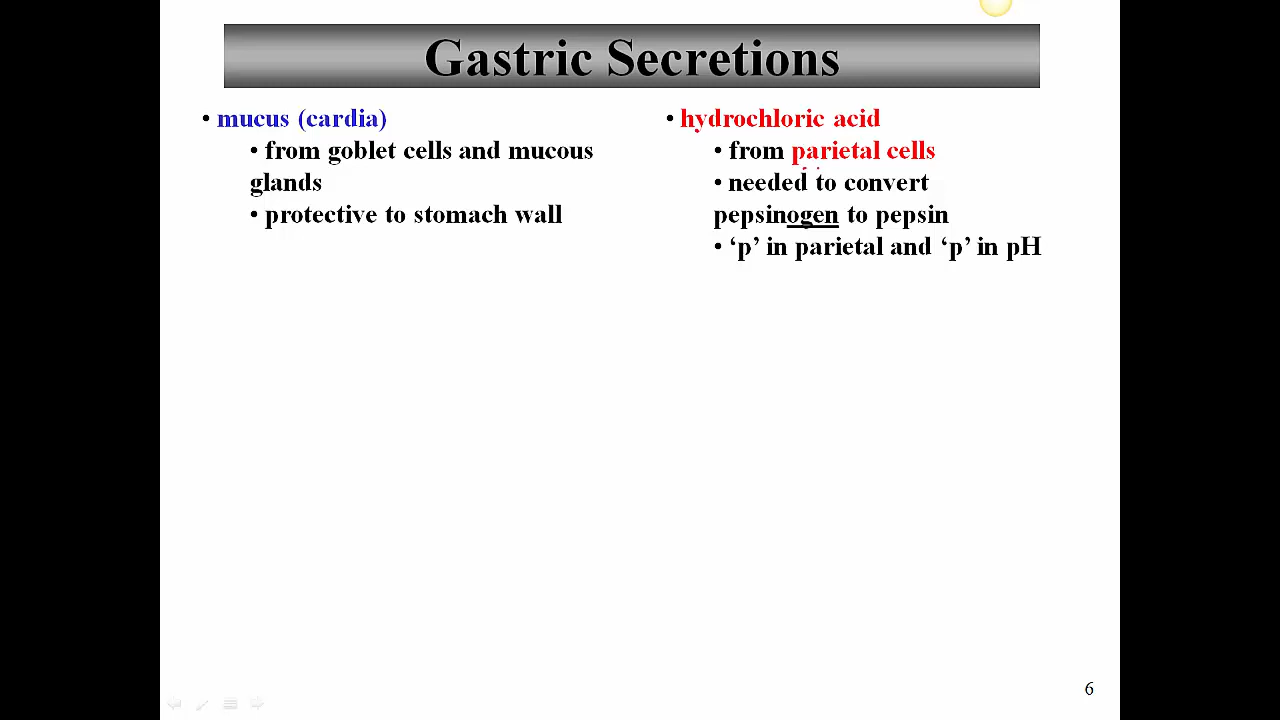 Gastric Secretions
• mucus (cardia)
• from goblet cells and mucous
glands
• protective to stomach wall
• hydrochloric acid
• from parietal cells
• needed to convert
pepsinogen to pepsin
• ‘p’ in parietal and ‘p’ in pH
6